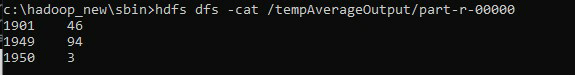 c:\hadoop_new\sbin>hdfs dfs -cat /tempAverageOutput/part-r-00000
1901 46
1949 94
1950 3